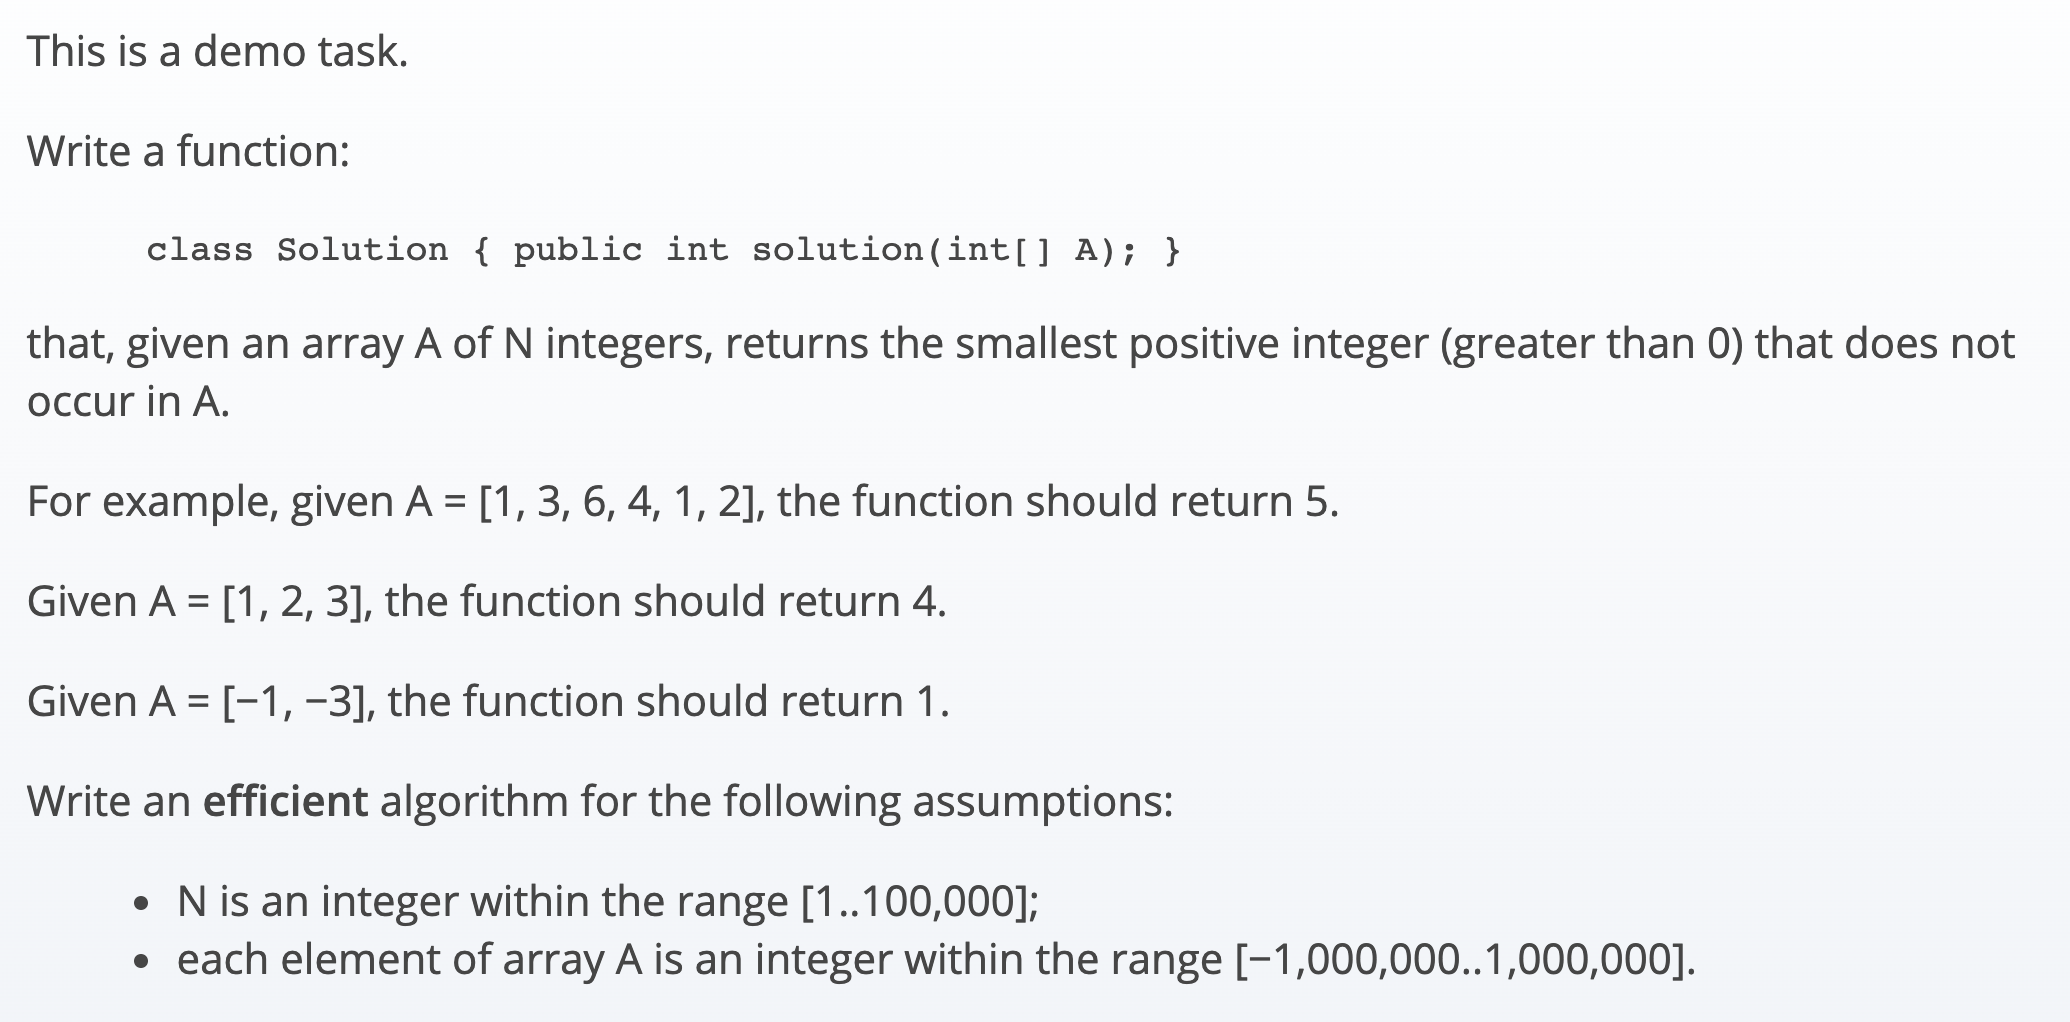 This is a demo task.
Write a function:
class Solution { public int solution(int[] A); }
that, given an array A of N integers, returns the smallest positive integer (greater than 0) that does not
occur in A.
For example, given A = [1, 3, 6, 4, 1, 2], the function should return 5.
Given A = [1, 2, 3], the function should return 4.
Given A = [−1, −3], the function should return 1.
Write an efficient algorithm for the following assumptions:
• N is an integer within the range [1..100,000];
• each element of array A is an integer within the range [−1,000,000..1,000,000].